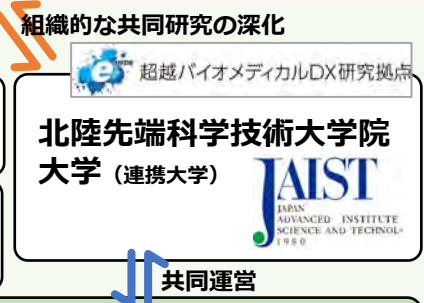 組織的な共同研究の深化
超越バイオメディカルDX研究拠点
北陸先端科学技術大学院
大学（連携大学）
JAIST
JAPAN
ADVANCED INSTITUTE
SCIENCE AND TECHNOL
1990
共同運営